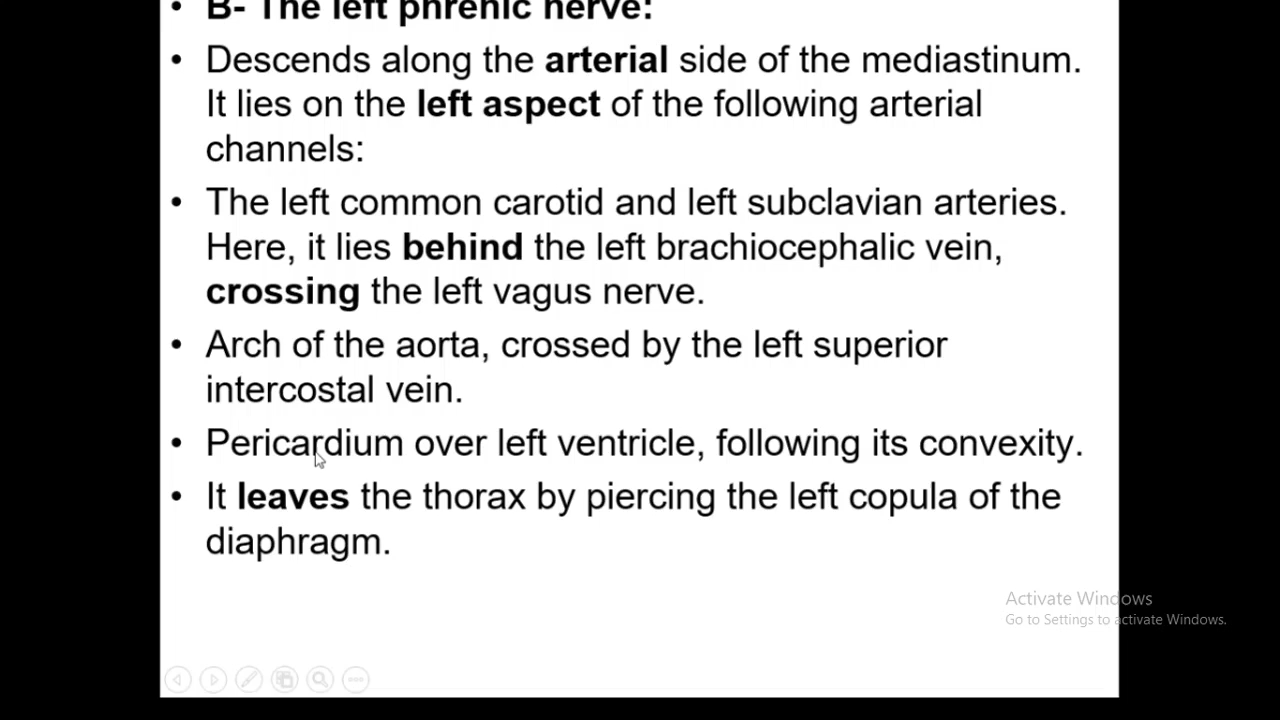 • B- The left phrenic nerve:
• Descends along the arterial side of the mediastinum.
It lies on the left aspect of the following arterial
channels:
• The left common carotid and left subclavian arteries.
Here, it lies behind the left brachiocephalic vein,
crossing the left vagus nerve.
• Arch of the aorta, crossed by the left superior
intercostal vein.
• Pericardium over left ventricle, following its convexity.
• It leaves the thorax by piercing the left copula of the
diaphragm.
Activate Windows
Go to Settings to activate Windows.